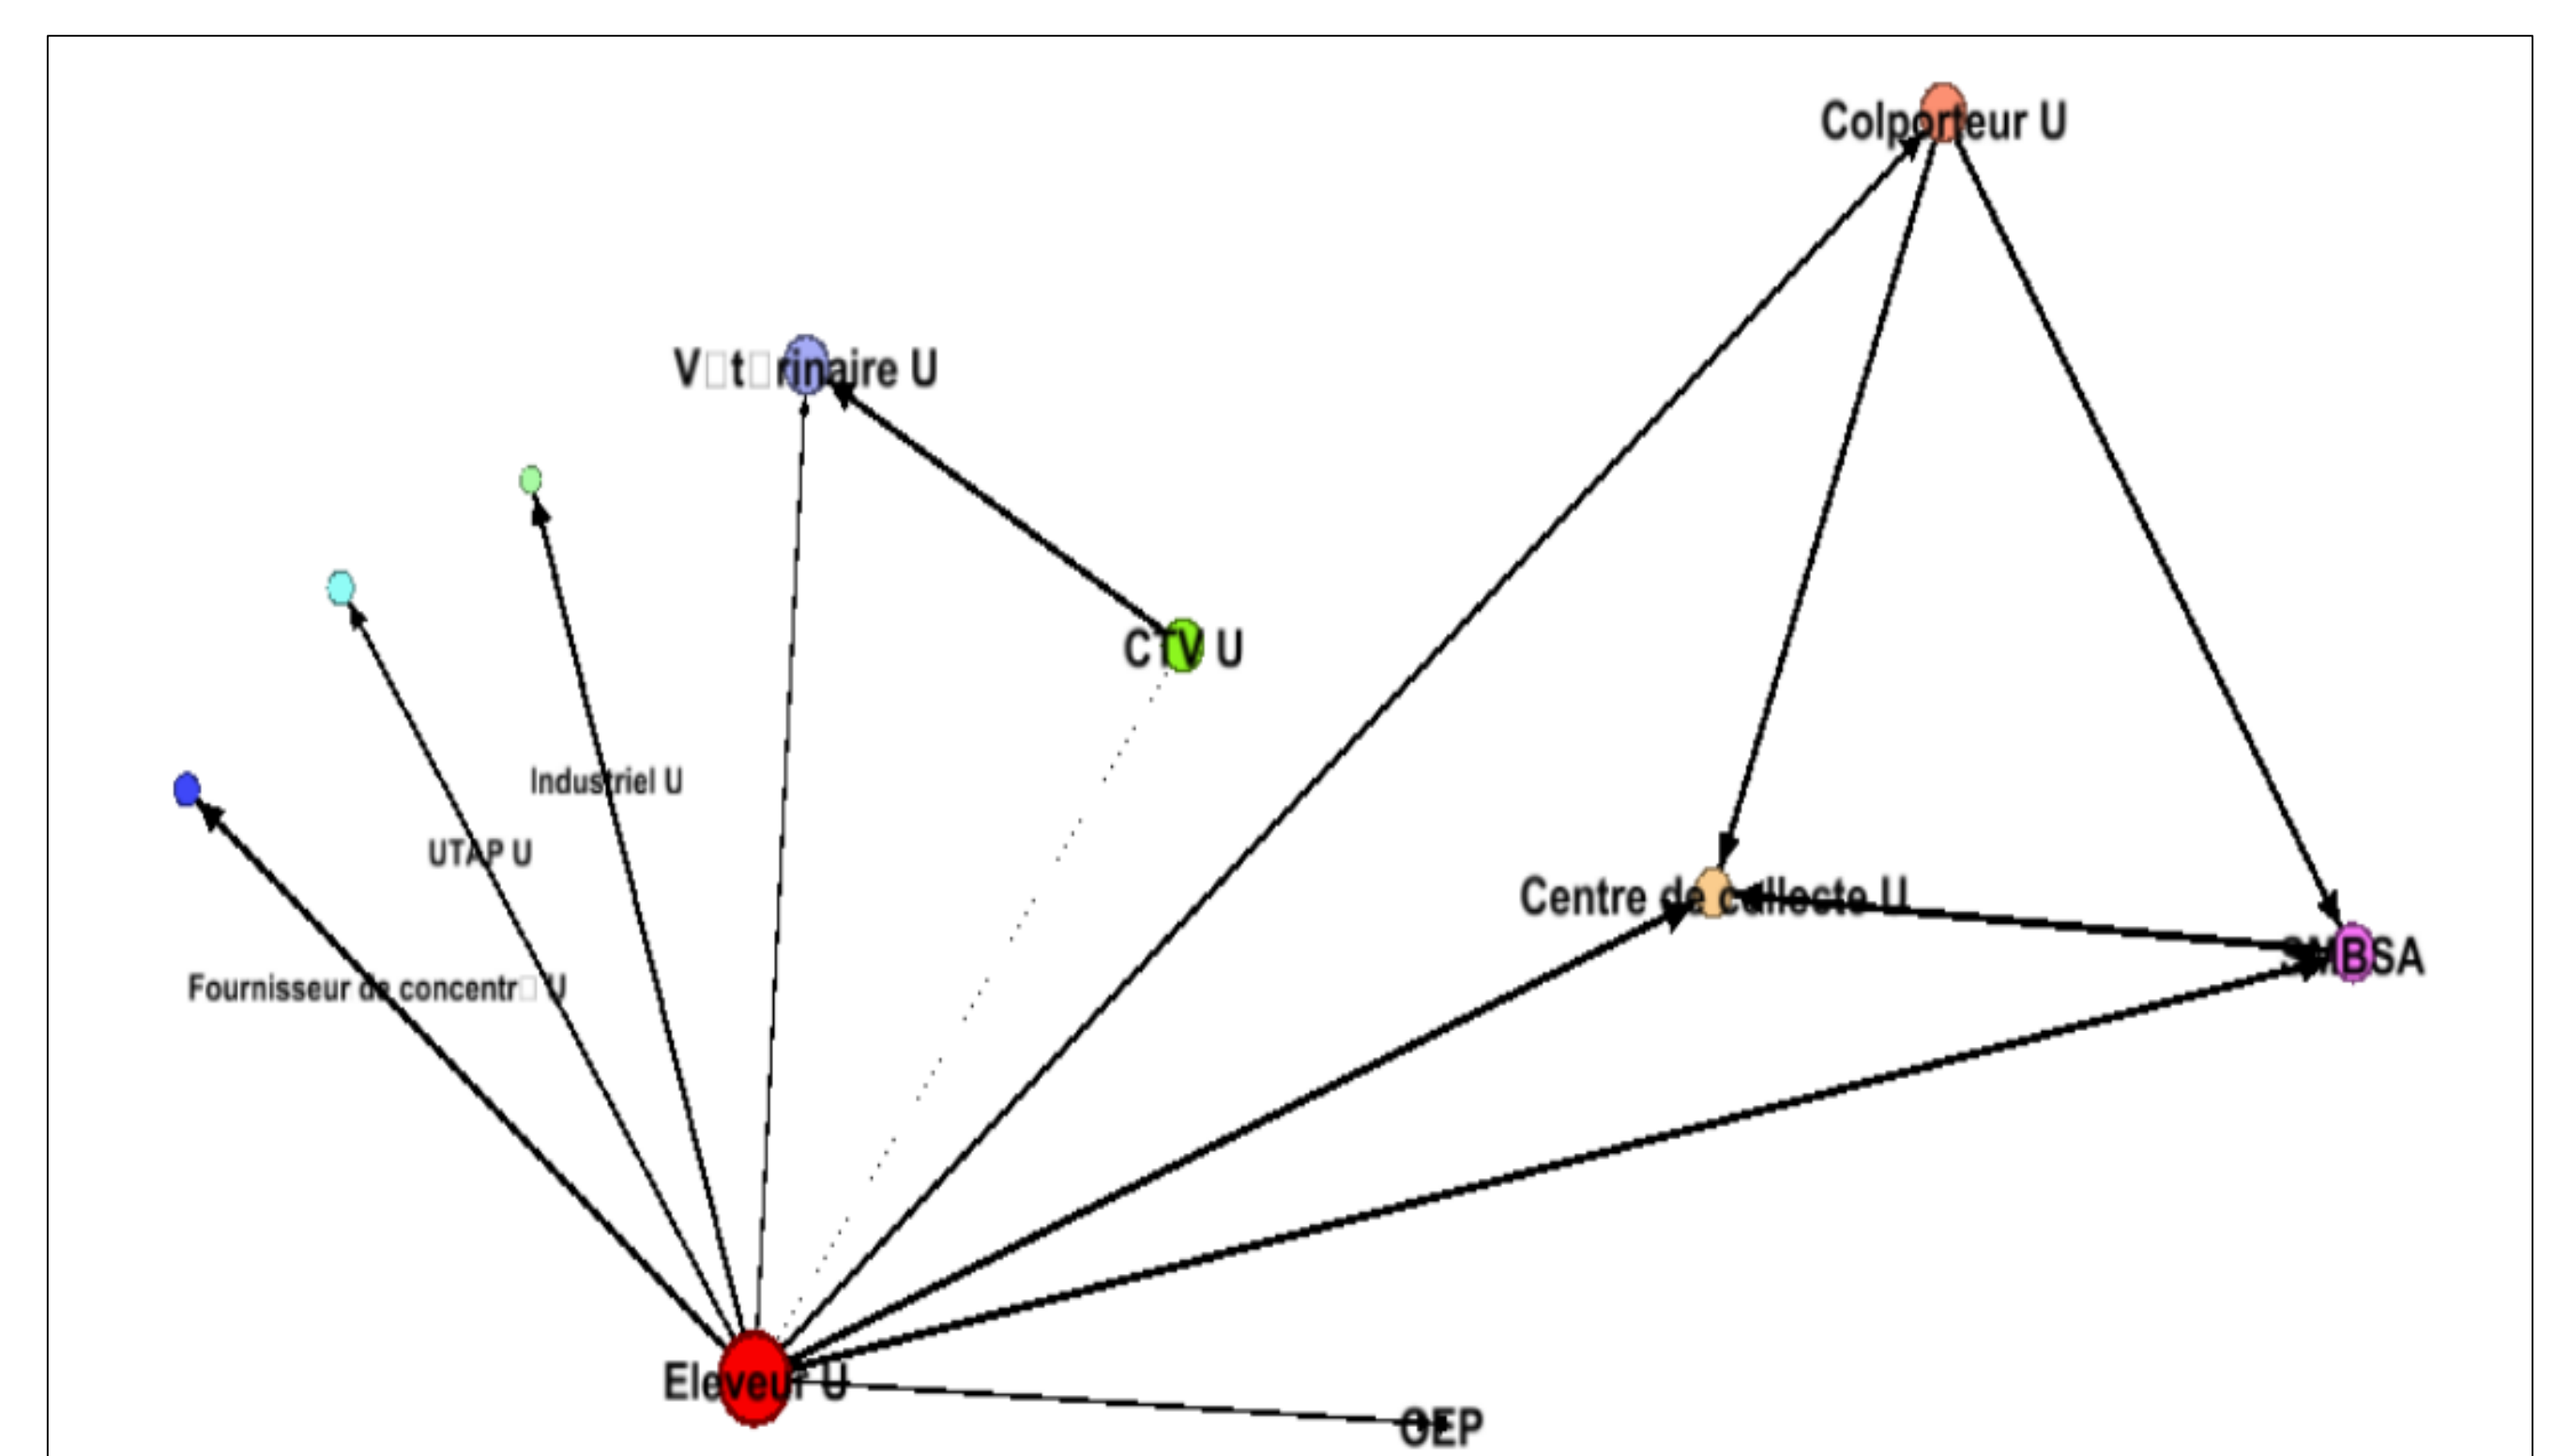 Colporteur U
V□t□rinaire U
CTV U
Industriel U
UTAP U
Centre de collecte U
SMBSA
Fournisseur de concentr□ U
Eleveur U
OEP